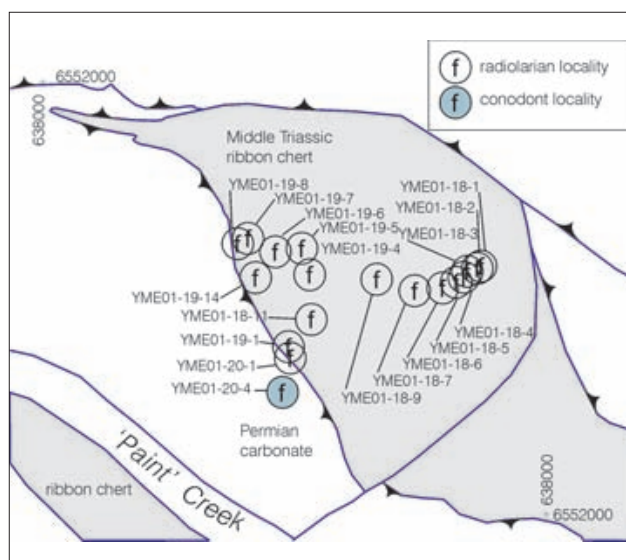 6552000
638000
f radiolarian locality
f conodont locality
Middle Triassic
ribbon chert
YME01-19-8
YME01-19-7
YME01-19-6
YME01-19-5
YME01-19-4
YME01-18-1
YME01-18-2
YME01-18-3
YME01-19-14
YME01-18-11
YME01-19-1
YME01-20-1
YME01-20-4
YME01-18-4
YME01-18-5
YME01-18-6
YME01-18-7
YME01-18-9
Permian
carbonate
'Paint' Creek
ribbon chert
638000
6552000